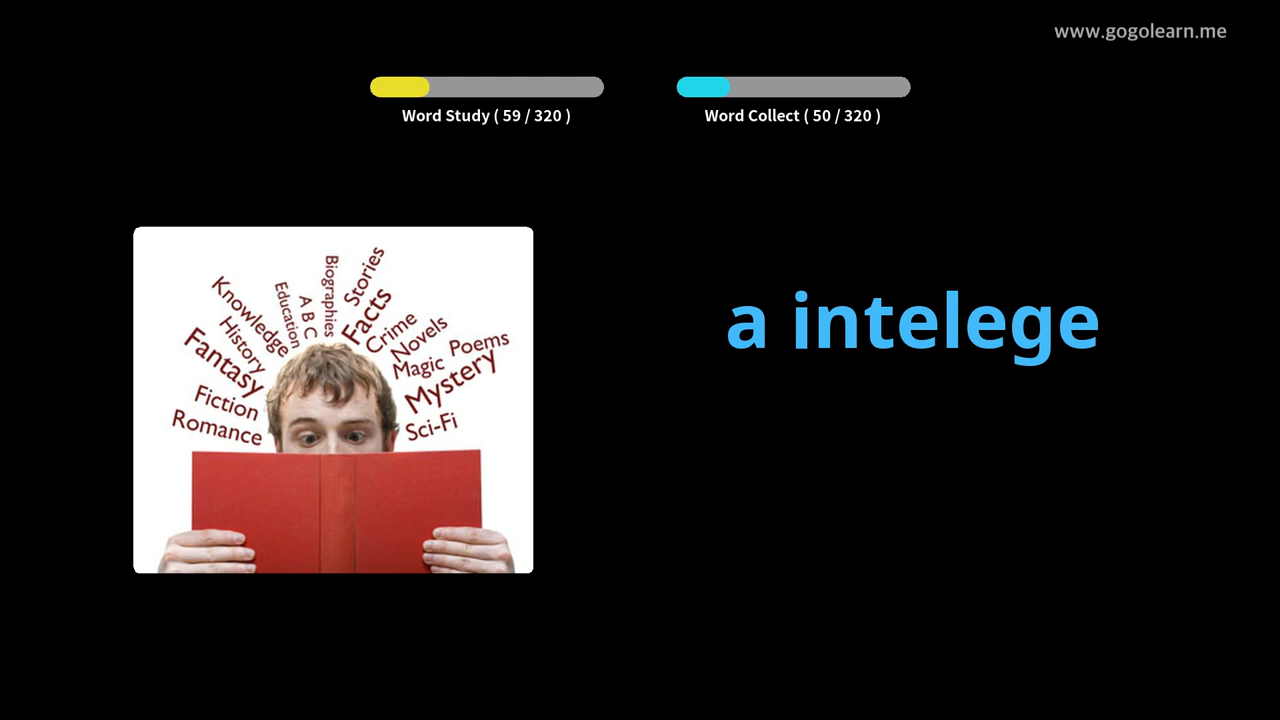 www.gogolearn.me
Word Study ( 59 / 320 )
Word Collect ( 50 / 320 )
Biographies
Stories
Education
A B C
Facts
Knowledge
Crime
History
Novels
Fantasy
Poems
Magic
Mystery
Fiction
Sci-Fi
Romance
a intelege